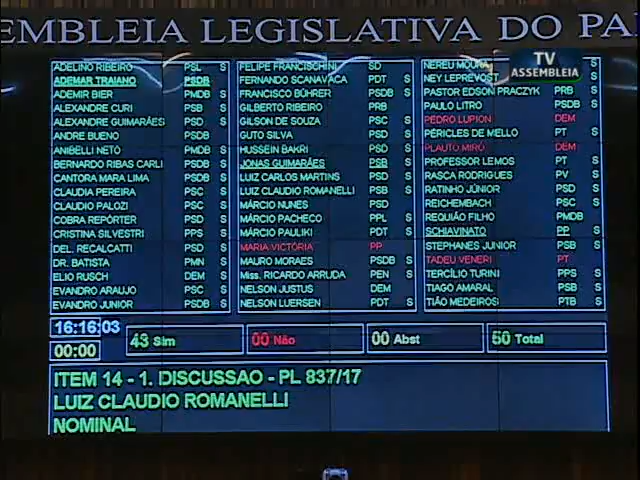 EMBLEIA LEGISLATIVA DO PA
TV
ASSEMBLEIA
ADELINO RIBEIRO PSL S
ADEMAR TRAIANO PSDB
ADEMIR BIER PMDB S
ALEXANDRE CURI PSB S
ALEXANDRE GUIMARÃES PSD S
ANDRE BUENO PSDB
ANIBELLI NETO PMDB S
BERNARDO RIBAS CARLI PSDB S
CANTORA MARA LIMA PSDB S
CLAUDIA PEREIRA PSC S
CLAUDIO PALOZI PSC S
COBRA REPÓRTER PSD S
CRISTINA SILVESTRI PPS S
DEL. RECALCATTI PSD S
DR. BATISTA PMN S
ELIO RUSCH DEM S
EVANDRO ARAUJO PSC S
EVANDRO JUNIOR PSDB S
FELIPE FRANCISCHINI SD
FERNANDO SCANAVACA PDT S
FRANCISCO BÜHRER PSDB S
GILBERTO RIBEIRO PRB
GILSON DE SOUZA PSC S
GUTO SILVA PSD S
HUSSEIN BAKRI PSD S
JONAS GUIMARÃES PSB S
LUIZ CARLOS MARTINS PSD S
LUIZ CLAUDIO ROMANELLI PSB S
MÁRCIO NUNES PSD
MÁRCIO PACHECO PPL S
MÁRCIO PAULIKI PDT S
MARIA VICTÓRIA PP
MAURO MORAES PSDB S
Miss. RICARDO ARRUDA PEN S
NELSON JUSTUS DEM
NELSON LUERSEN PDT S
NEREU MOURA S
NEY LEPREVOST S
PASTOR EDSON PRACZYK PRB S
PAULO LITRO PSDB S
PEDRO LUPION DEM
PÉRICLES DE MELLO PT S
PLAUTO MIRÓ DEM
PROFESSOR LEMOS PT S
RASCA RODRIGUES PV S
RATINHO JÚNIOR PSD S
REICHEMBACH PSC S
REQUIÃO FILHO PMDB
SCHIAVINATO PP S
STEPHANES JUNIOR PSB S
TADEU VENERI PT
TERCÍLIO TURINI PPS S
TIAGO AMARAL PSB S
TIÃO MEDEIROS PTB S
16:16:03
00:00
43 Sim
00 Não
00 Abst
50 Total
ITEM 14 - 1. DISCUSSAO - PL 837/17
LUIZ CLAUDIO ROMANELLI
NOMINAL